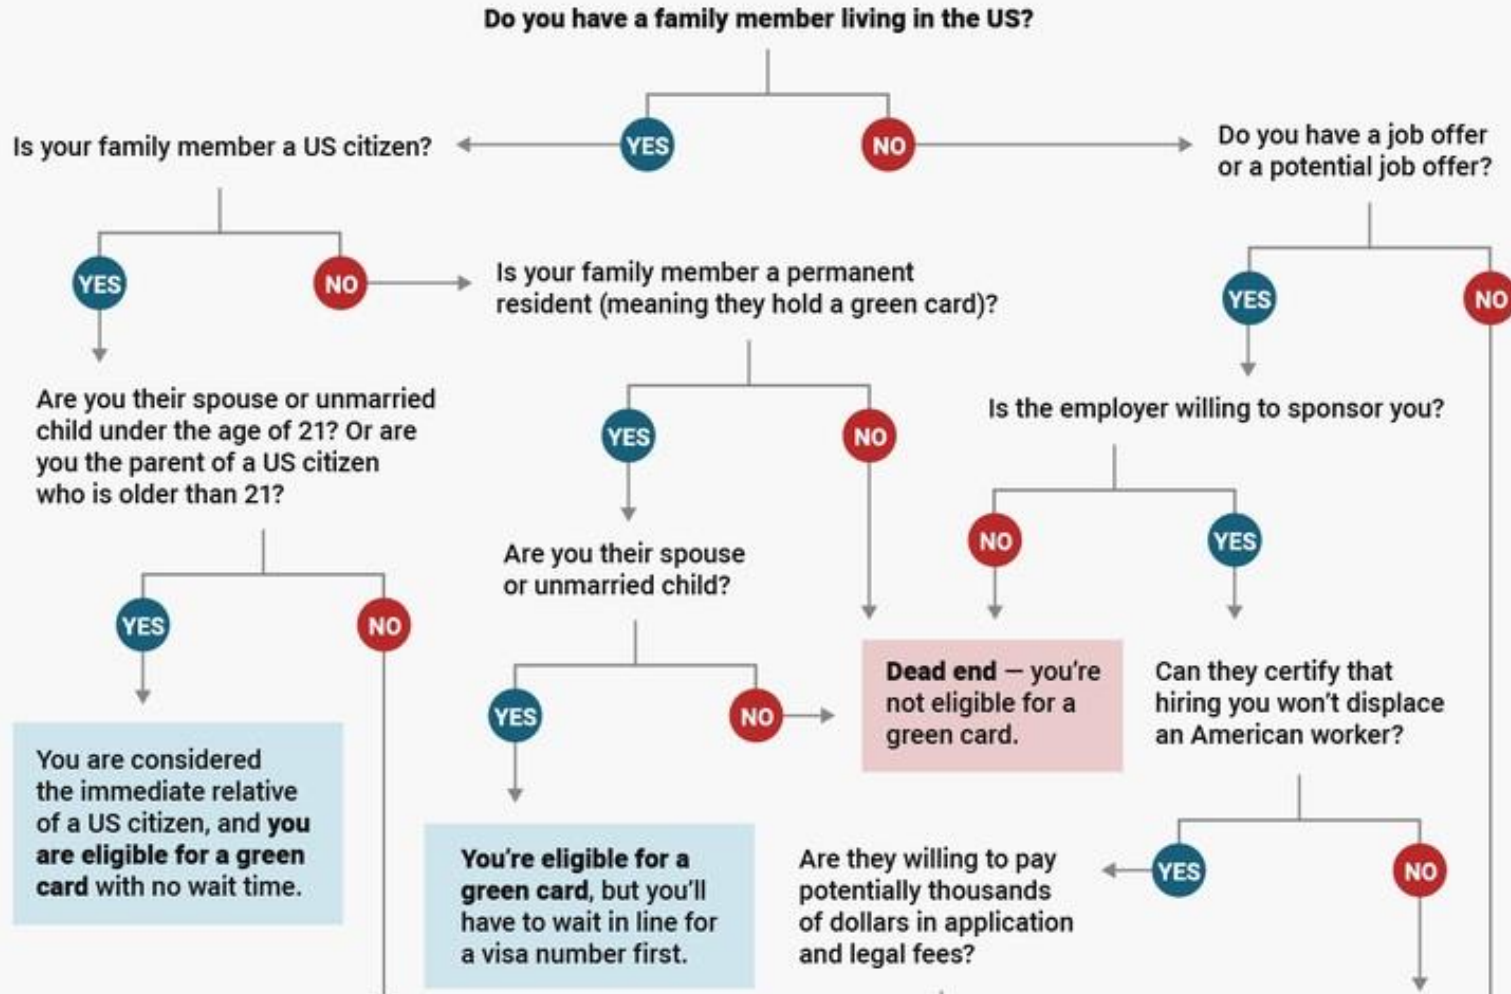 Do you have a family member living in the US?
YES
NO
Is your family member a US citizen?
Do you have a job offer
or a potential job offer?
YES
NO
Is your family member a permanent
resident (meaning they hold a green card)?
YES
NO
Are you their spouse or unmarried
child under the age of 21? Or are
you the parent of a US citizen
who is older than 21?
YES
NO
Is the employer willing to sponsor you?
NO
YES
Are you their spouse
or unmarried child?
YES
NO
Dead end — you’re
not eligible for a
green card.
Can they certify that
hiring you won’t displace
an American worker?
YES
NO
You are considered
the immediate relative
of a US citizen, and you
are eligible for a green
card with no wait time.
YES
NO
You’re eligible for a
green card, but you’ll
have to wait in line for
a visa number first.
Are they willing to pay
potentially thousands
of dollars in application
and legal fees?